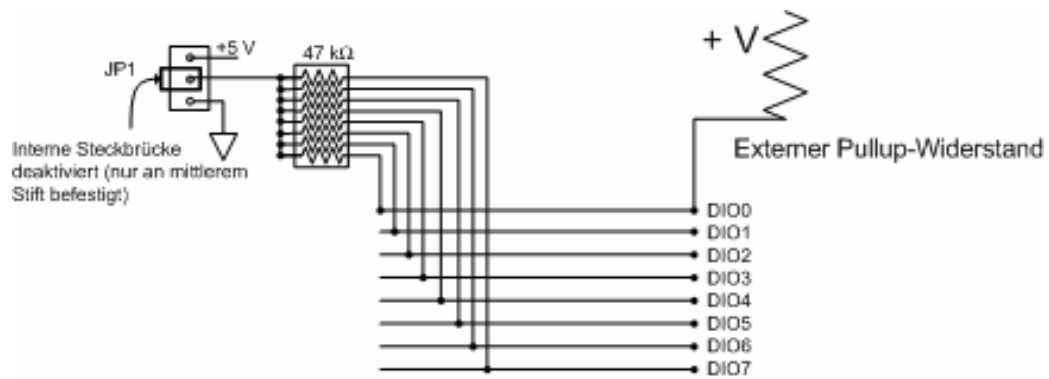 +5 V
47 kΩ
+ V
JP1
Interne Steckbrücke
deaktiviert (nur an mittlerem
Stift befestigt)
Externer Pullup-Widerstand
DIO0
DIO1
DIO2
DIO3
DIO4
DIO5
DIO6
DIO7